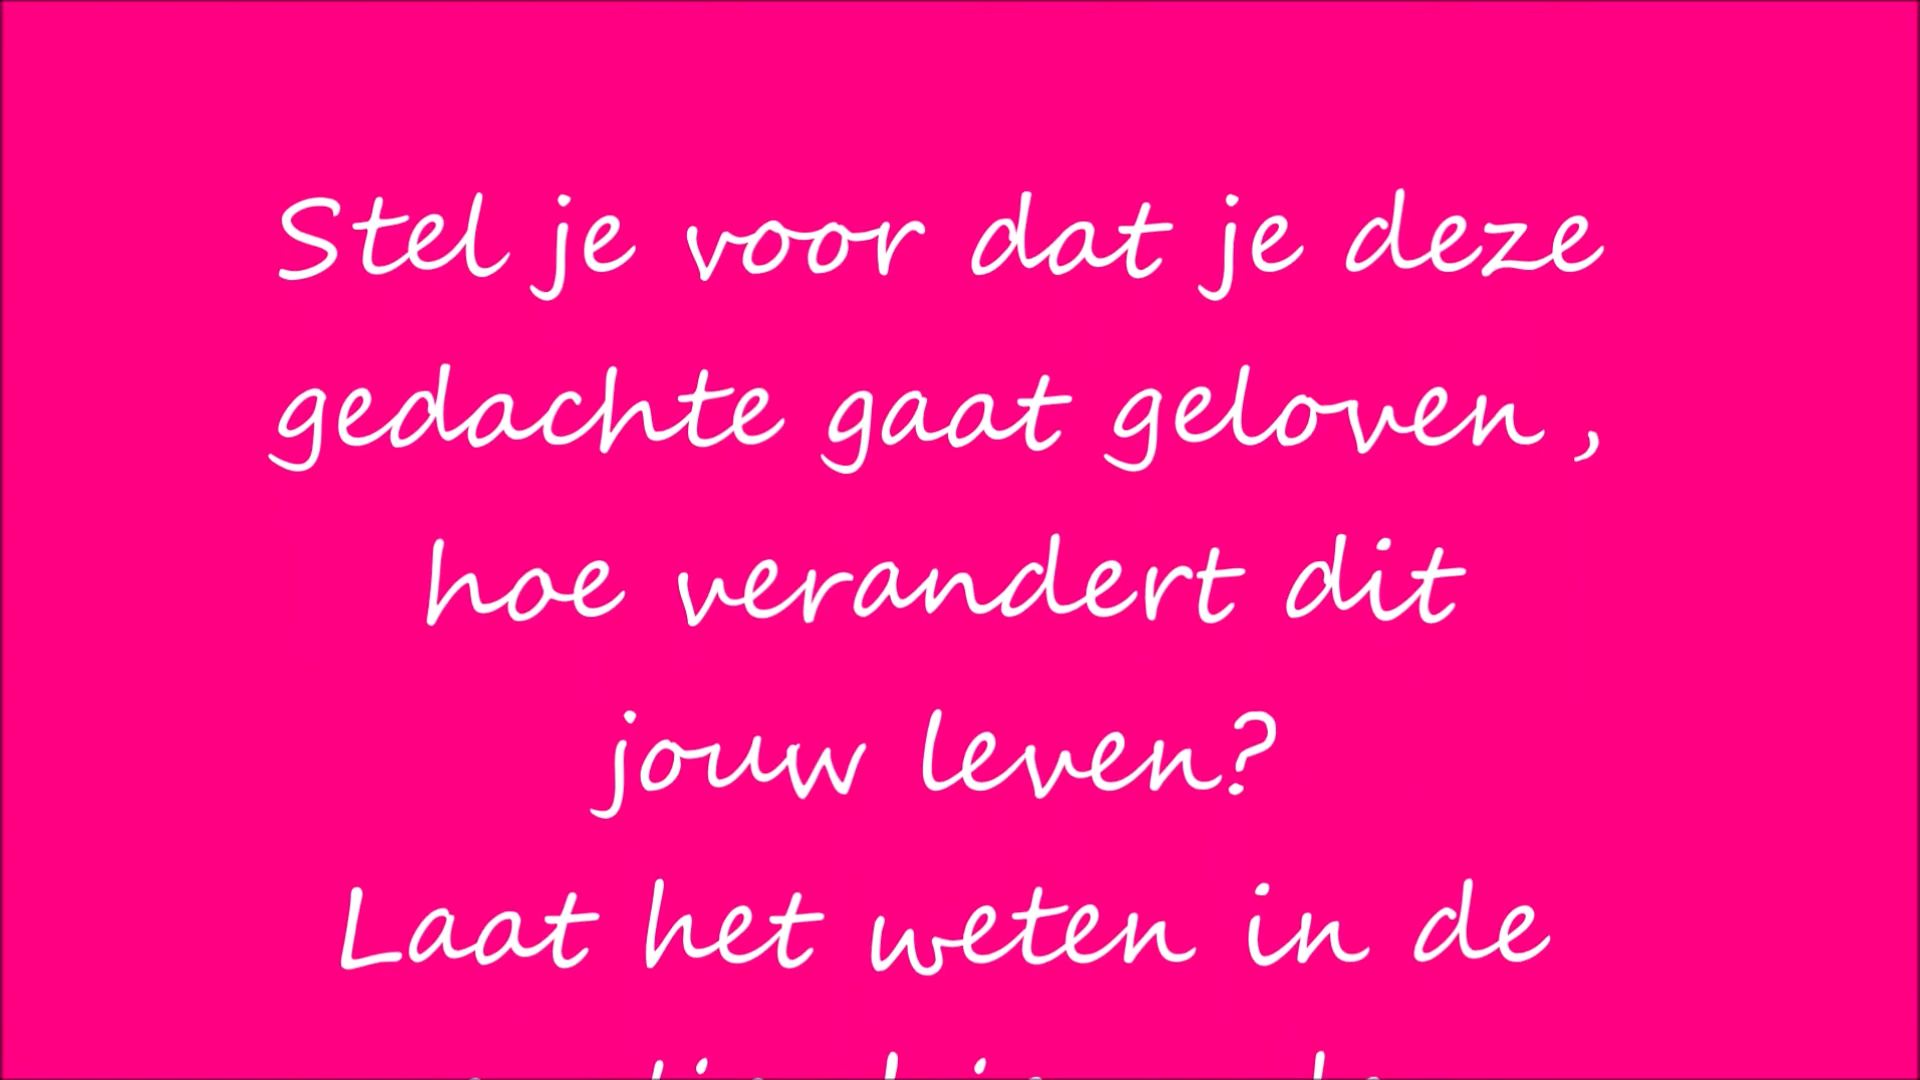 Stel je voor dat je deze
gedachte gaat geloven ,
hoe verandert dit
jouw leven?
Laat het weten in de